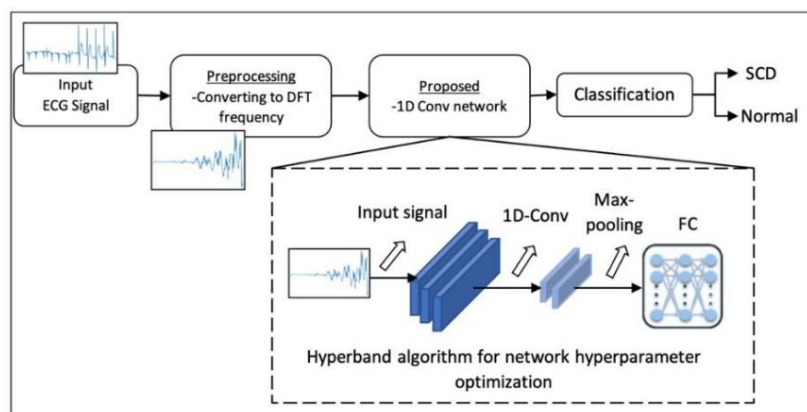 Input
ECG Signal
Preprocessing
-Converting to DFT
frequency
Proposed
-1D Conv network
Classification
SCD
Normal
Input signal
1D-Conv
Max-
pooling
FC
Hyperband algorithm for network hyperparameter
optimization